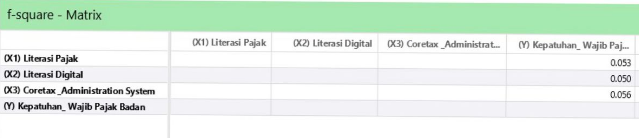 f-square - Matrix
(X1) Literasi Pajak (X2) Literasi Digital (X3) Coretax _Administrat... (Y) Kepatuhan_ Wajib Paj...
(X1) Literasi Pajak 0.053
(X2) Literasi Digital 0.050
(X3) Coretax _Administration System 0.056
(Y) Kepatuhan_ Wajib Pajak Badan